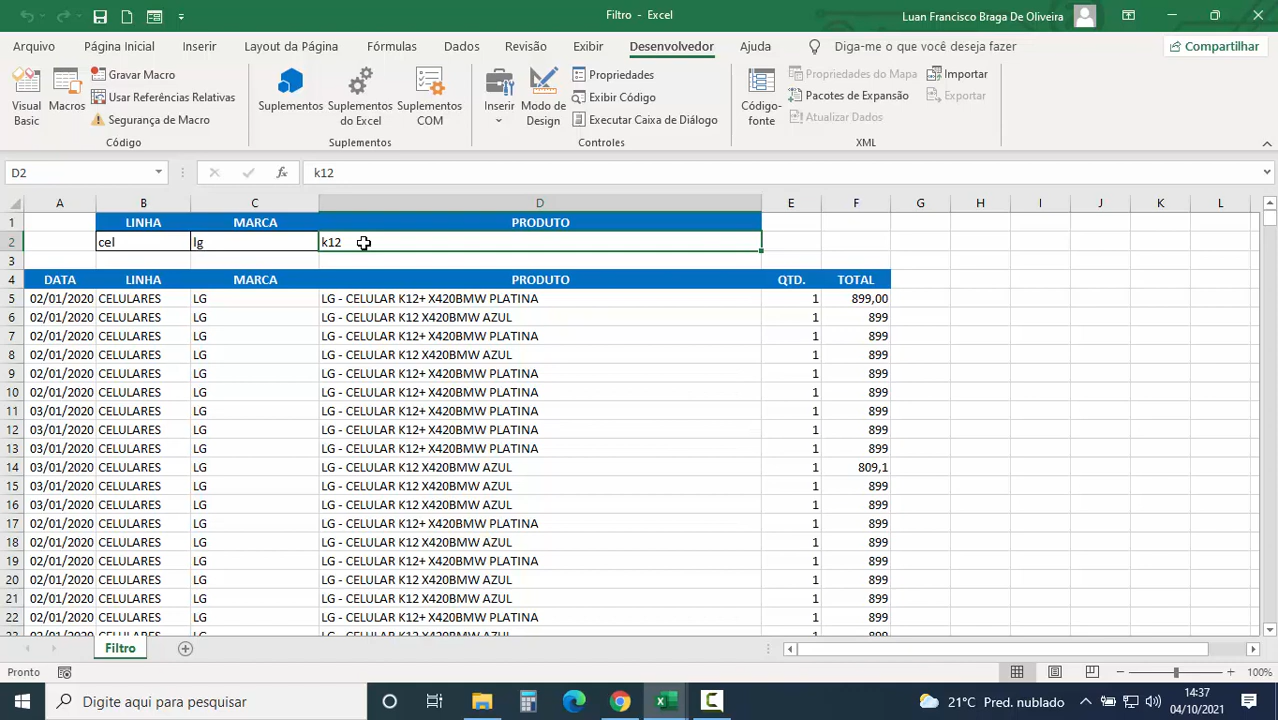 Filtro - Excel
Luan Francisco Braga De Oliveira
Arquivo Página Inicial Inserir Layout da Página Fórmulas Dados Revisão Exibir Desenvolvedor Ajuda Diga-me o que você deseja fazer Compartilhar
Visual Basic
Macros
Gravar Macro
Usar Referências Relativas
Segurança de Macro
Código
Suplementos
Suplementos do Excel
Suplementos COM
Suplementos
Inserir
Modo de Design
Propriedades
Exibir Código
Executar Caixa de Diálogo
Controles
Código-fonte
Propriedades do Mapa
Pacotes de Expansão
Atualizar Dados
Importar
Exportar
XML
D2 fx k12
A B C D E F G H I J K L
1 LINHA MARCA PRODUTO
2 cel lg k12
3
4 DATA LINHA MARCA PRODUTO QTD. TOTAL
5 02/01/2020 CELULARES LG LG - CELULAR K12+ X420BMW PLATINA 1 899,00
6 02/01/2020 CELULARES LG LG - CELULAR K12 X420BMW AZUL 1 899
7 02/01/2020 CELULARES LG LG - CELULAR K12+ X420BMW PLATINA 1 899
8 02/01/2020 CELULARES LG LG - CELULAR K12 X420BMW AZUL 1 899
9 02/01/2020 CELULARES LG LG - CELULAR K12+ X420BMW PLATINA 1 899
10 02/01/2020 CELULARES LG LG - CELULAR K12+ X420BMW PLATINA 1 899
11 03/01/2020 CELULARES LG LG - CELULAR K12+ X420BMW PLATINA 1 899
12 03/01/2020 CELULARES LG LG - CELULAR K12+ X420BMW PLATINA 1 899
13 03/01/2020 CELULARES LG LG - CELULAR K12+ X420BMW PLATINA 1 899
14 03/01/2020 CELULARES LG LG - CELULAR K12 X420BMW AZUL 1 809,1
15 03/01/2020 CELULARES LG LG - CELULAR K12 X420BMW AZUL 1 899
16 03/01/2020 CELULARES LG LG - CELULAR K12 X420BMW AZUL 1 899
17 02/01/2020 CELULARES LG LG - CELULAR K12+ X420BMW PLATINA 1 899
18 02/01/2020 CELULARES LG LG - CELULAR K12 X420BMW AZUL 1 899
19 02/01/2020 CELULARES LG LG - CELULAR K12+ X420BMW PLATINA 1 899
20 02/01/2020 CELULARES LG LG - CELULAR K12 X420BMW AZUL 1 899
21 02/01/2020 CELULARES LG LG - CELULAR K12 X420BMW AZUL 1 899
22 02/01/2020 CELULARES LG LG - CELULAR K12+ X420BMW PLATINA 1 899
23 02/01/2020 CELULARES LG LG - CELULAR K12 X420BMW AZUL 1 899
Filtro
Pronto 100%
Digite aqui para pesquisar 21°C Pred. nublado 14:37
04/10/2021